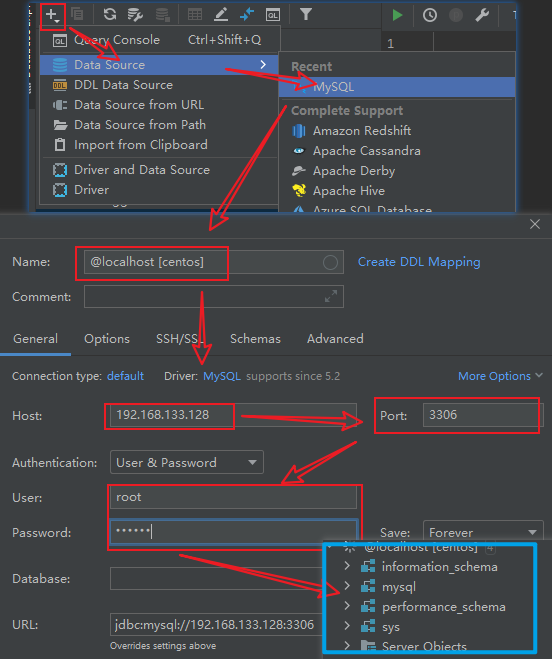 1
Query Console Ctrl+Shift+Q
Data Source
DDL Data Source
Data Source from URL
Data Source from Path
Import from Clipboard
Driver and Data Source
Driver
Recent
MySQL
Complete Support
Amazon Redshift
Apache Cassandra
Apache Derby
Apache Hive
Azure SQL Database
Name: @localhost [centos] Create DDL Mapping
Comment:
General Options SSH/SSL Schemas Advanced
Connection type: default Driver: MySQL supports since 5.2 More Options
Host: 192.168.133.128 Port: 3306
Authentication: User & Password
User: root
Password: •••••• Save: Forever
Database:
URL: jdbc:mysql://192.168.133.128:3306
Overrides settings above
@localhost [centos] 4
information_schema
mysql
performance_schema
sys
Server Objects